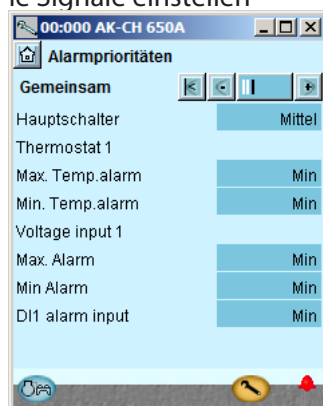 le Signale einstellen
00:000 AK-CH 650A
Alarmprioritäten
Gemeinsam
Hauptschalter Mittel
Thermostat 1
Max. Temp.alarm Min
Min. Temp.alarm Min
Voltage input 1
Max. Alarm Min
Min Alarm Min
DI1 alarm input Min